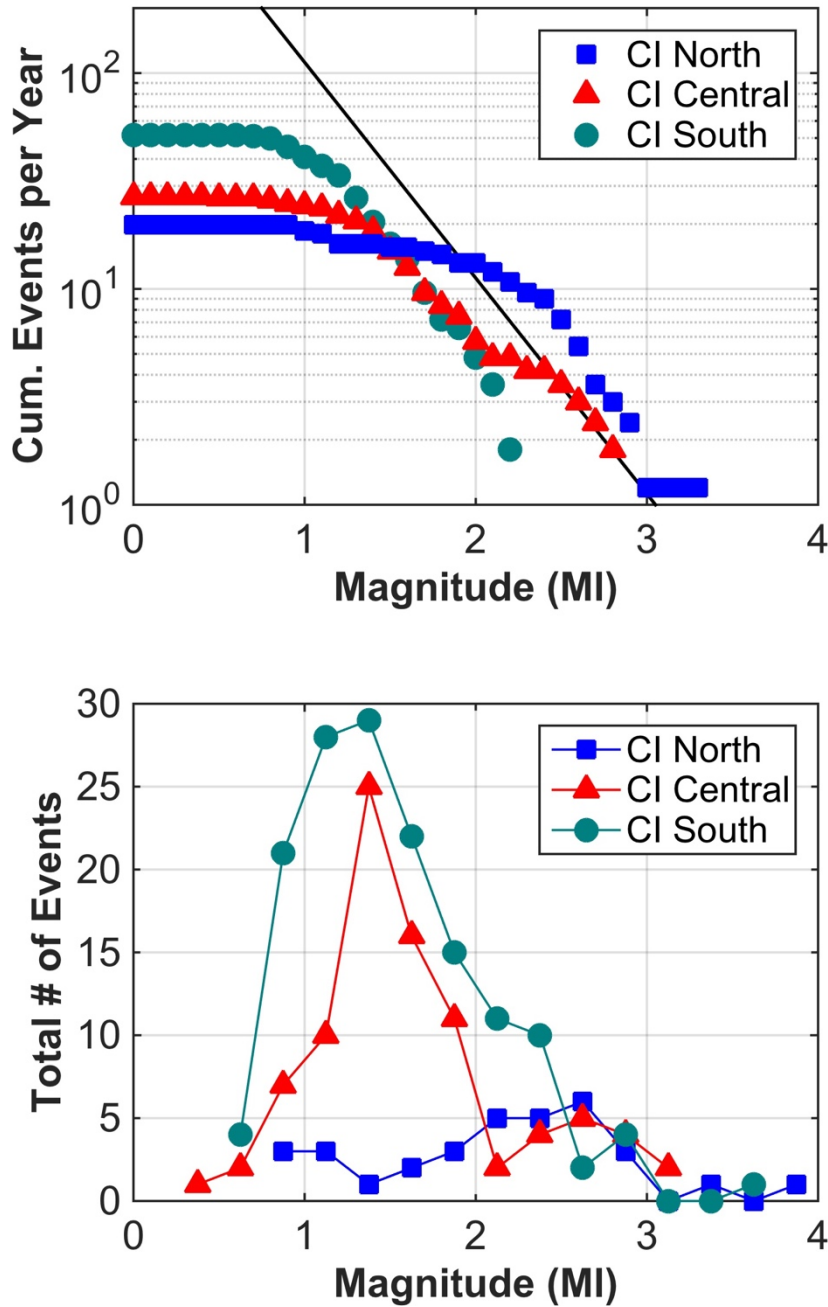 Cum. Events per Year
10^2
10^1
10^0
CI North
CI Central
CI South
0 1 2 3 4
Magnitude (Ml)
Total # of Events
30
25
20
15
10
5
0
CI North
CI Central
CI South
0 1 2 3 4
Magnitude (Ml)